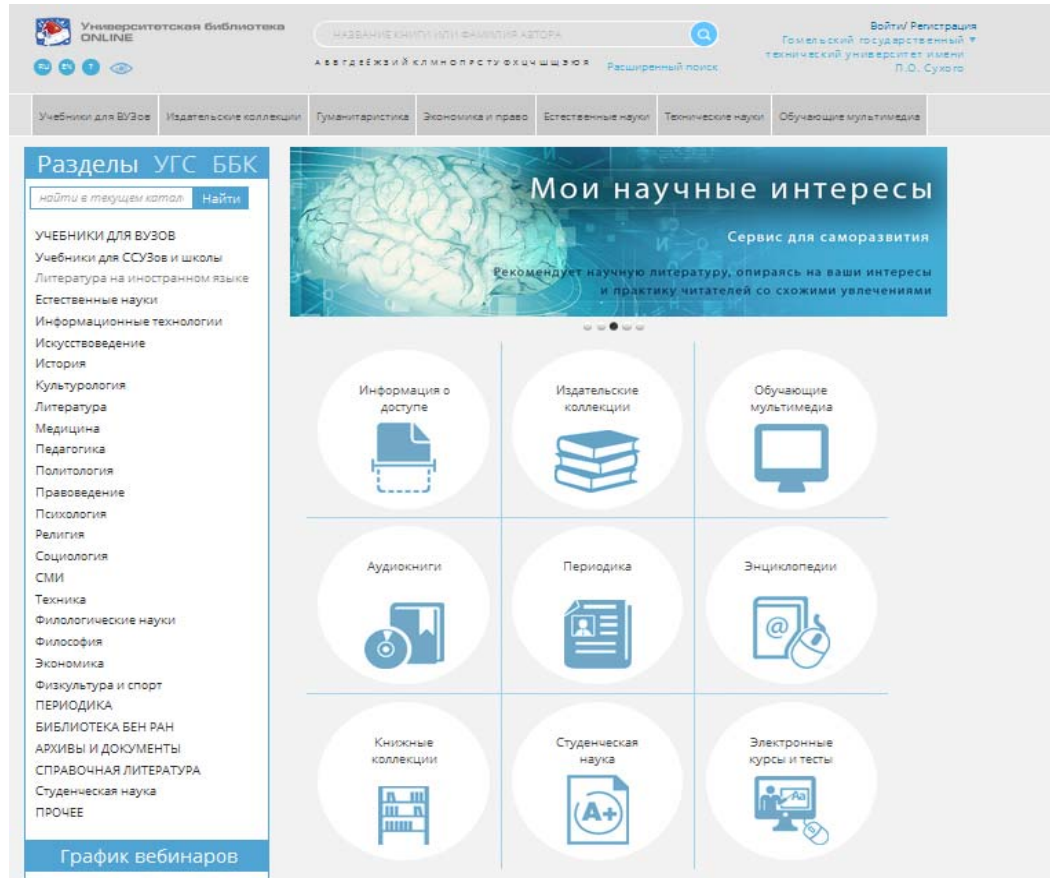 Университетская библиотека
ONLINE
НАЗВАНИЕ КНИГИ ИЛИ ФАМИЛИЯ АВТОРА
Войти/ Регистрация
Гомельский государственный ▼
технический университет имени
П.О. Сухого
RU EN ?
А Б В Г Д Е Ё Ж З И Й К Л М Н О П Р С Т У Ф Х Ц Ч Ш Щ Э Ю Я
Расширенный поиск
Учебники для ВУЗов Издательские коллекции Гуманитаристика Экономика и право Естественные науки Технические науки Обучающие мультимедиа
Разделы УГС ББК
найти в текущем катал
Найти
УЧЕБНИКИ ДЛЯ ВУЗОВ
Учебники для ССУЗов и школы
Литература на иностранном языке
Естественные науки
Информационные технологии
Искусствоведение
История
Культурология
Литература
Медицина
Педагогика
Политология
Правоведение
Психология
Религия
Социология
СМИ
Техника
Филологические науки
Философия
Экономика
Физкультура и спорт
ПЕРИОДИКА
БИБЛИОТЕКА БЕН РАН
АРХИВЫ И ДОКУМЕНТЫ
СПРАВОЧНАЯ ЛИТЕРАТУРА
Студенческая наука
ПРОЧЕЕ
График вебинаров
Мои научные интересы
Сервис для саморазвития
Рекомендует научную литературу, опираясь на ваши интересы
и практику читателей со схожими увлечениями
Информация о
доступе
Издательские
коллекции
Обучающие
мультимедиа
Аудиокниги
Периодика
Энциклопедии
@
Книжные
коллекции
Студенческая
наука
A+
Электронные
курсы и тесты
Aa